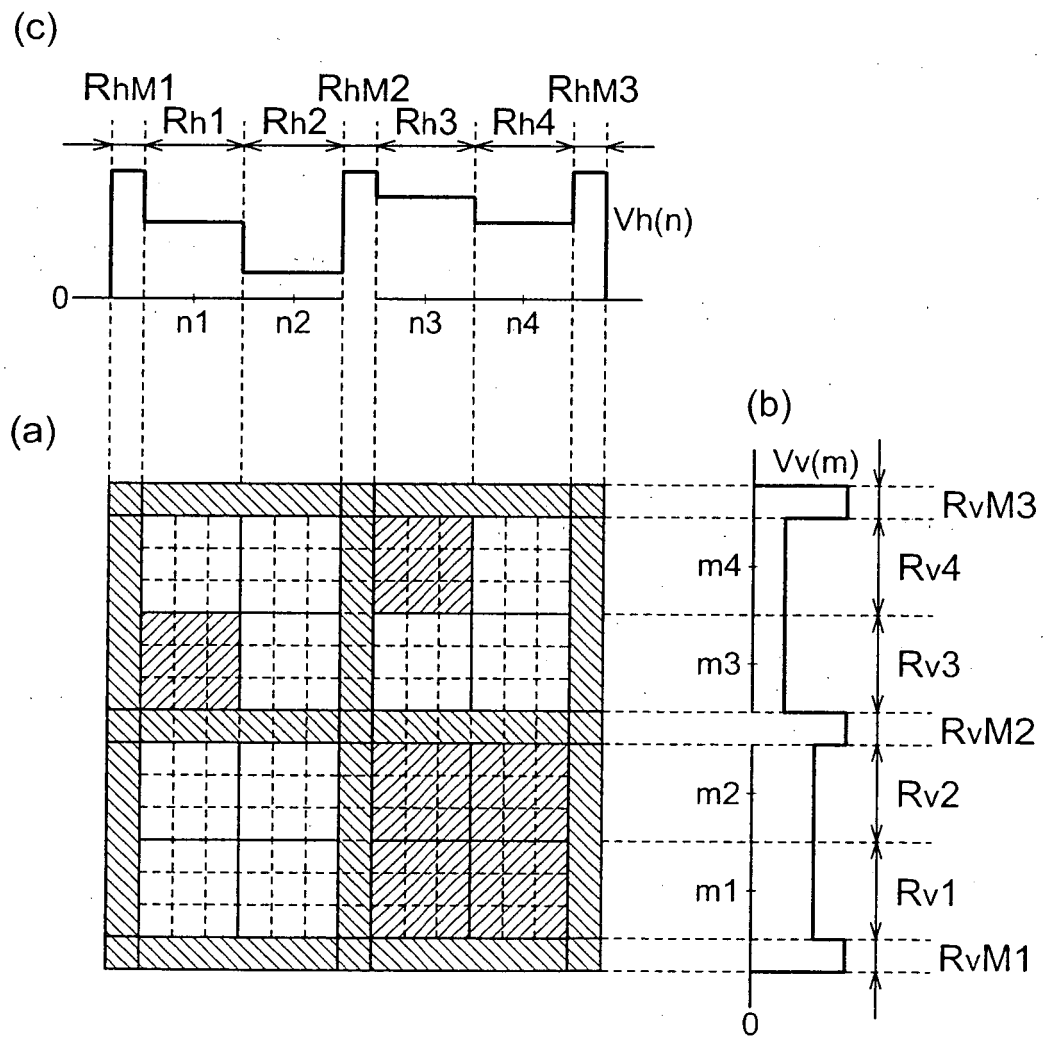 (c)
RhM1 RhM2 RhM3
Rh1 Rh2 Rh3 Rh4
Vh(n)
0
n1 n2 n3 n4
(a)
(b)
Vv(m)
RvM3
m4 Rv4
m3 Rv3
RvM2
m2 Rv2
m1 Rv1
RvM1
0